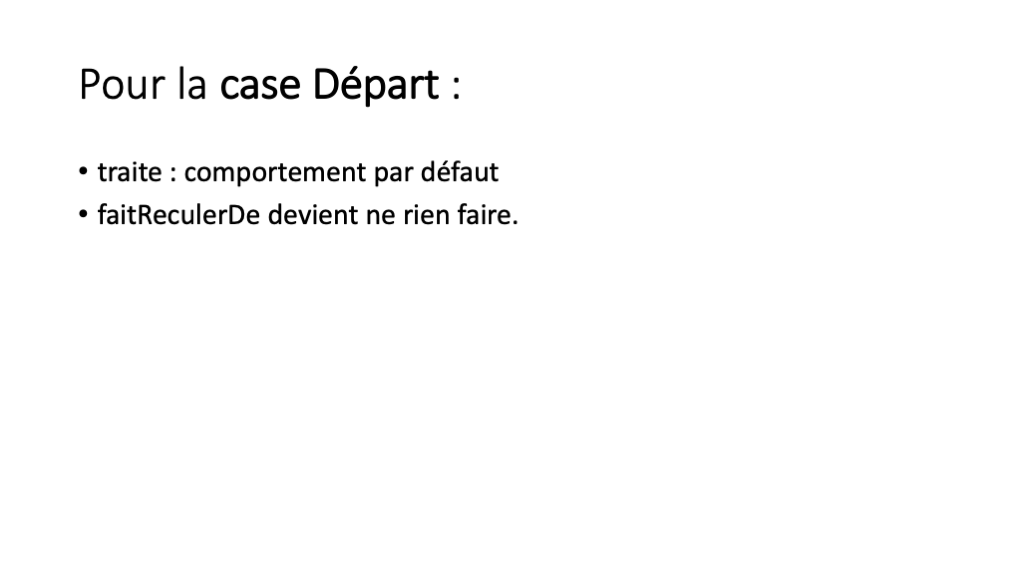 Pour la case Départ :
• traite : comportement par défaut
• faitReculerDe devient ne rien faire.